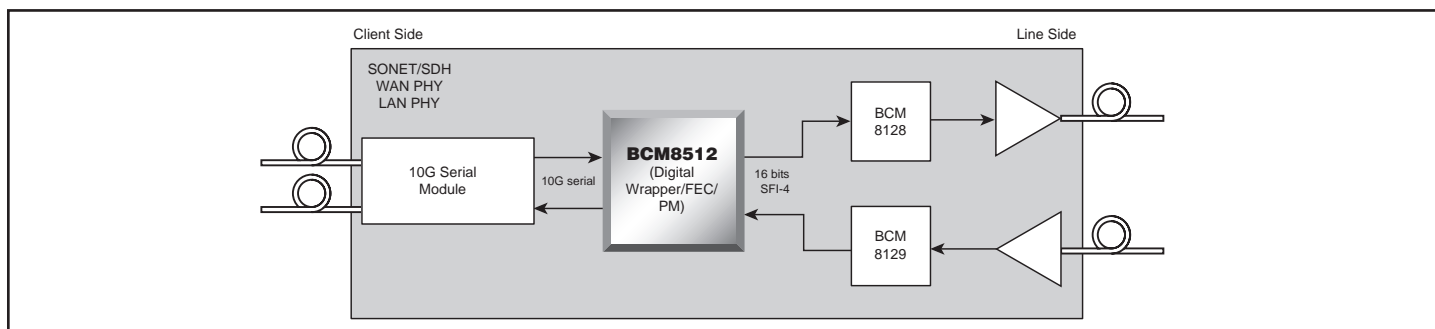 Client Side
Line Side
SONET/SDH
WAN PHY
LAN PHY
10G Serial
Module
10G serial
BCM8512
(Digital
Wrapper/FEC/
PM)
16 bits
SFI-4
BCM
8128
BCM
8129